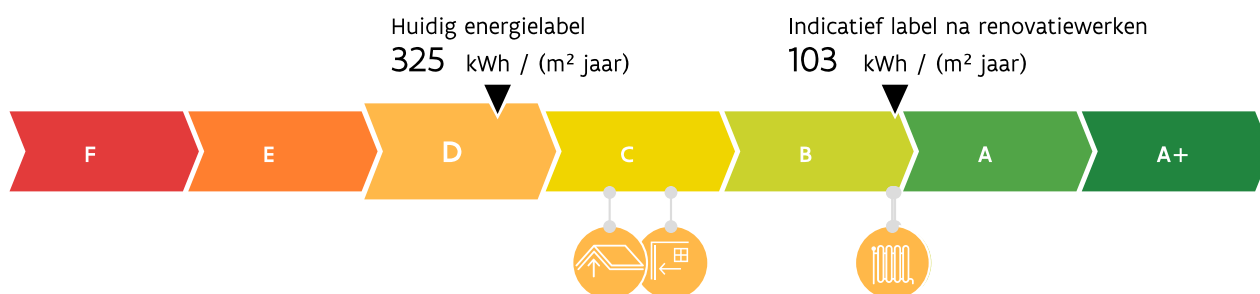 Huidig energielabel
325 kWh / (m² jaar)
Indicatief label na renovatiewerken
103 kWh / (m² jaar)
F
E
D
C
B
A
A+